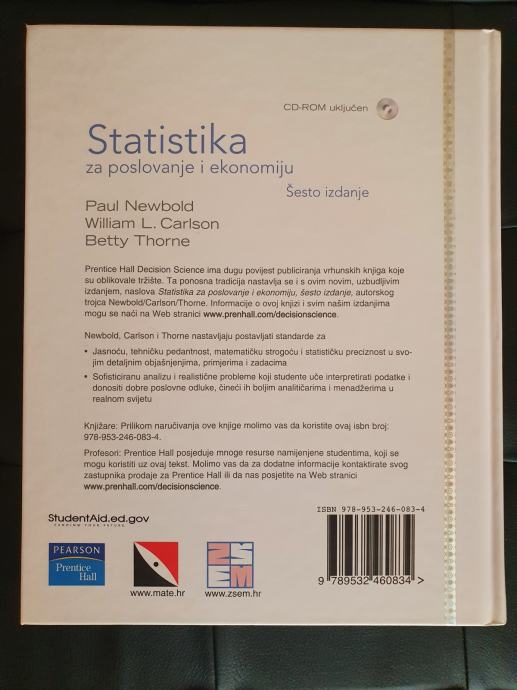 CD-ROM uključen
Statistika
za poslovanje i ekonomiju
Šesto izdanje
Paul Newbold
William L. Carlson
Betty Thorne
Prentice Hall Decision Science ima dugu povijest publiciranja vrhunskih knjiga koje
su oblikovale tržište. Ta ponosna tradicija nastavlja se i s ovim novim, uzbudljivim
izdanjem, naslova Statistika za poslovanje i ekonomiju, šesto izdanje, autorskog
trojca Newbold/Carlson/Thorne. Informacije o ovoj knjizi i svim našim izdanjima
mogu se naći na Web stranici www.prenhall.com/decisionscience.
Newbold, Carlson i Thorne nastavljaju postavljati standarde za
• Jasnoću, tehničku pedantnost, matematičku strogoću i statističku preciznost u svo-
jim detaljnim objašnjenjima, primjerima i zadacima
• Sofisticiranu analizu i realistične probleme koji studente uče interpretirati podatke i
donositi dobre poslovne odluke, čineći ih boljim analitičarima i menadžerima u
realnom svijetu
Knjižare: Prilikom naručivanja ove knjige molimo vas da koristite ovaj isbn broj:
978-953-246-083-4.
Profesori: Prentice Hall posjeduje mnoge resurse namijenjene studentima, koji se
mogu koristiti uz ovaj tekst. Molimo vas da za dodatne informacije kontaktirate svog
zastupnika prodaje za Prentice Hall ili da nas posjetite na Web stranici
www.prenhall.com/decisionscience.
StudentAid.ed.gov
FUNDING YOUR FUTURE.
PEARSON
Prentice
Hall
www.mate.hr
ZS
EM
www.zsem.hr
ISBN 978-953-246-083-4
9 789532 460834 >